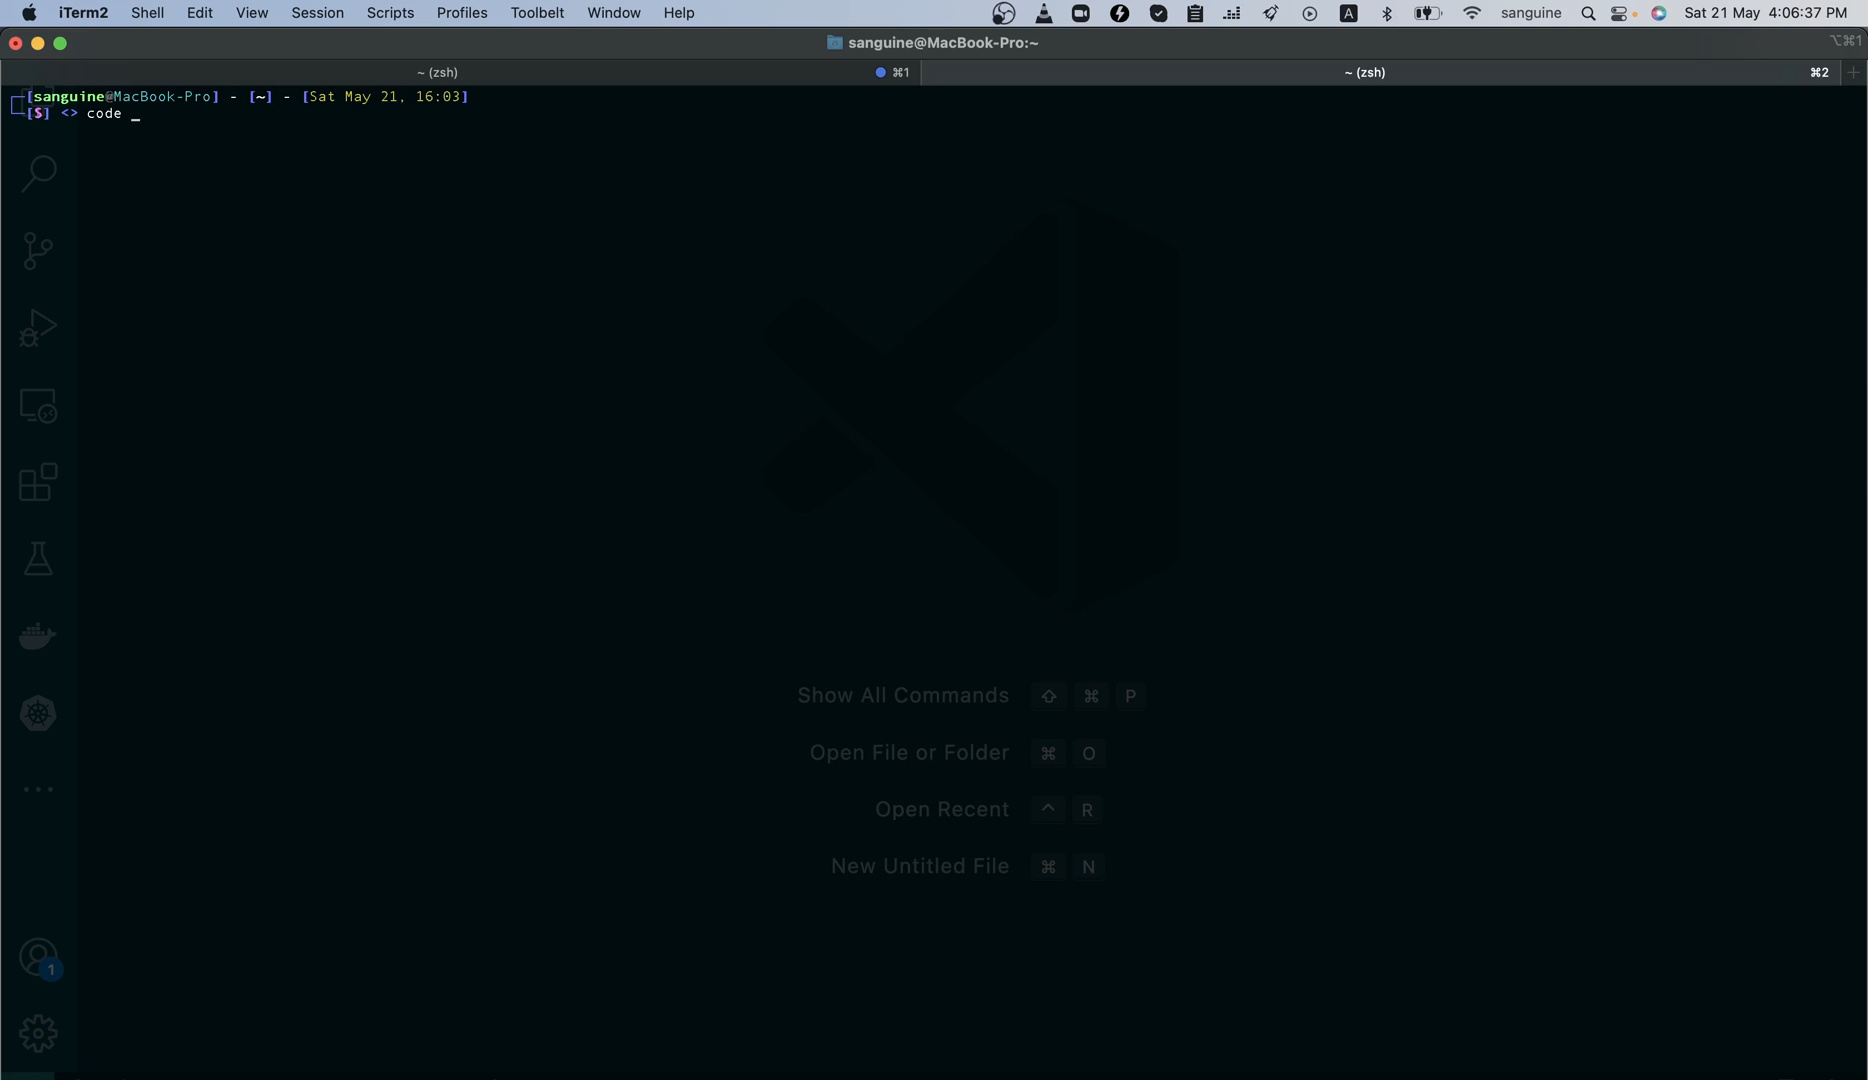 iTerm2 Shell Edit View Session Scripts Profiles Toolbelt Window Help A sanguine Sat 21 May 4:06:37 PM
sanguine@MacBook-Pro:~ ⌥⌘1
~ (zsh) ⌘1 ~ (zsh) ⌘2 +
[sanguine@MacBook-Pro] - [~] - [Sat May 21, 16:03]
[$] <> code _
Show All Commands ⇧ ⌘ P
Open File or Folder ⌘ O
Open Recent ^ R
New Untitled File ⌘ N
1